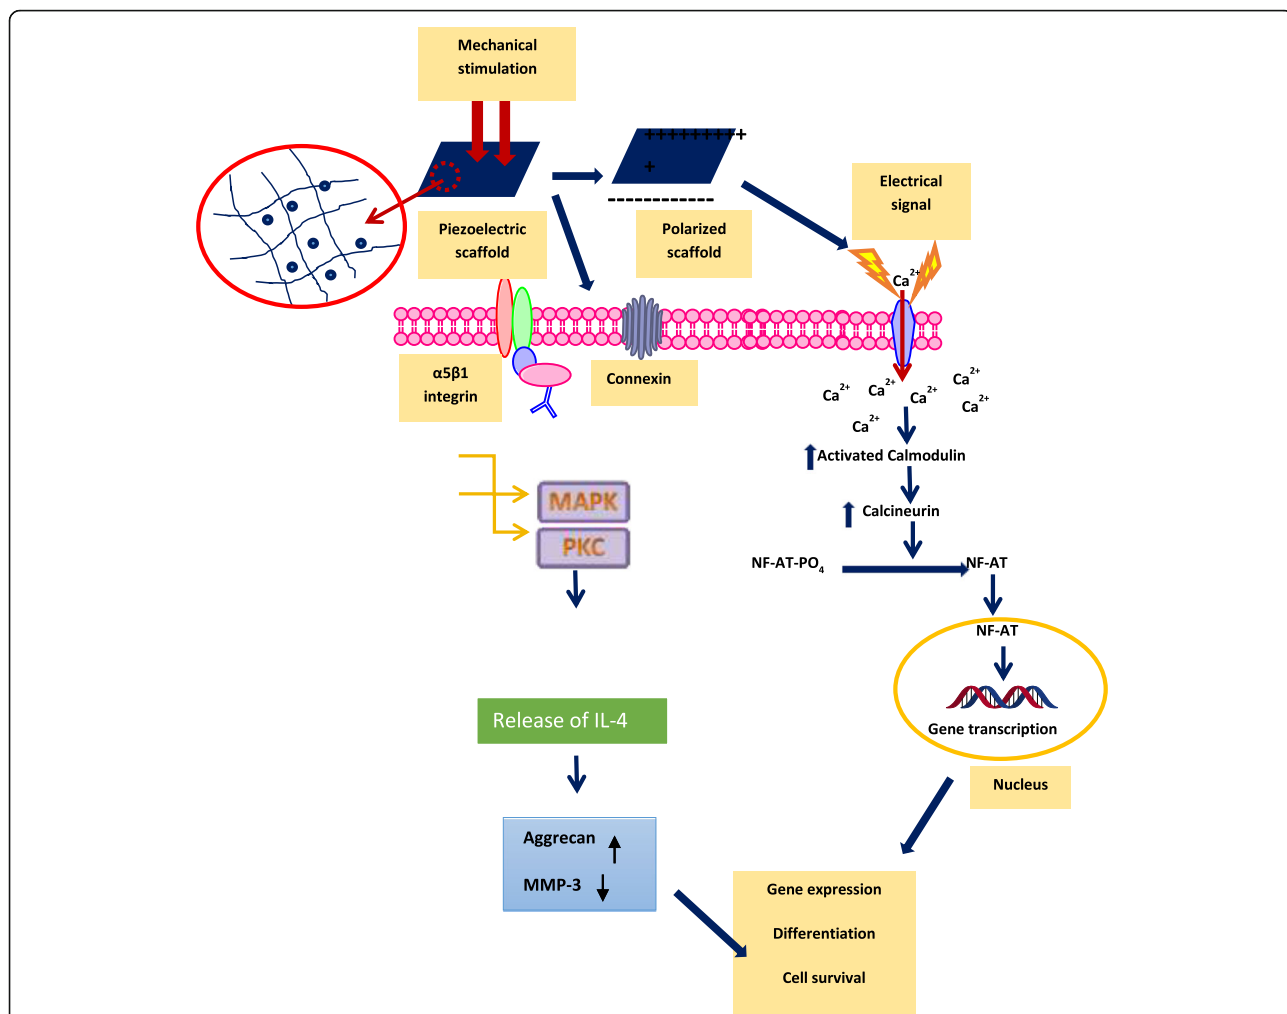 Mechanical
stimulation
+++++++++
+
-------------
Electrical
signal
Piezoelectric
scaffold
Polarized
scaffold
Ca2+
α5β1
integrin
Connexin
Ca2+
Ca2+
Ca2+
Ca2+
Ca2+
Ca2+
Activated Calmodulin
Calcineurin
MAPK
PKC
NF-AT-PO4
NF-AT
NF-AT
Gene transcription
Nucleus
Release of IL-4
Aggrecan
MMP-3
Gene expression
Differentiation
Cell survival